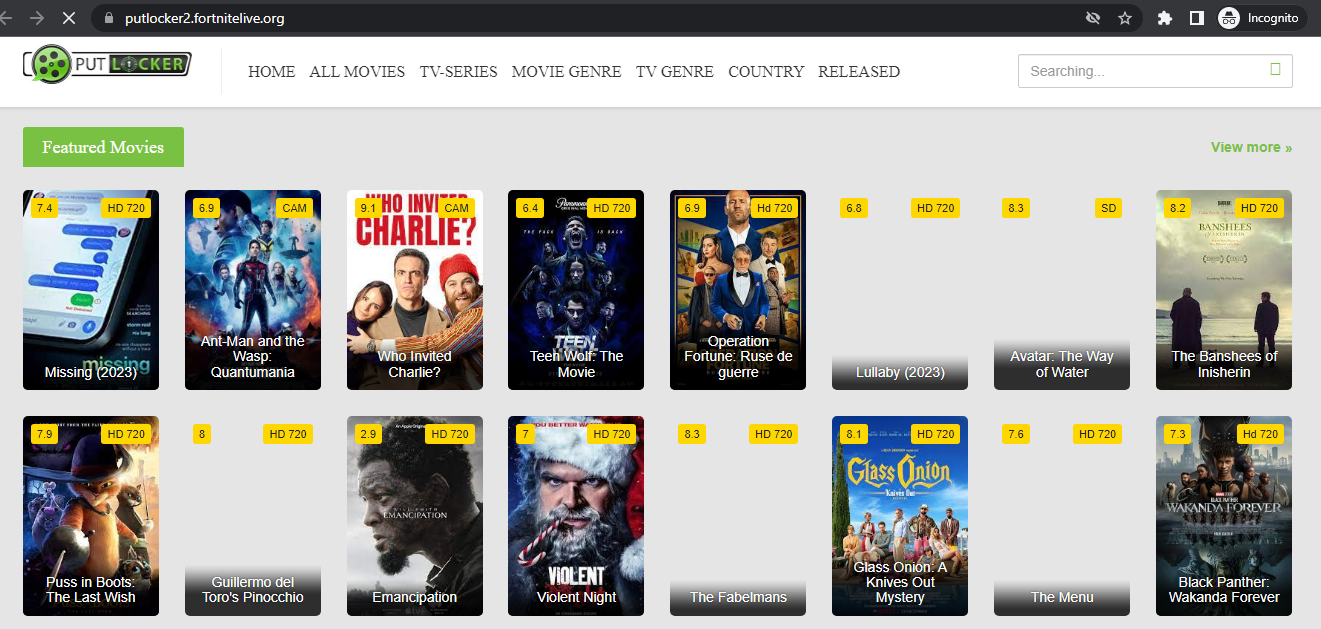 putlocker2.fortnitelive.org
Incognito
PUT LOCKER
HOME ALL MOVIES TV-SERIES MOVIE GENRE TV GENRE COUNTRY RELEASED
Searching...
Featured Movies
View more »
7.4 HD 720
missing
Missing (2023)
6.9 CAM
Ant-Man and the
Wasp:
Quantumania
9.1 CAM
WHO INVITED
CHARLIE?
Who Invited
Charlie?
6.4 HD 720
Paramount
THE PACK IS BACK
TEEN
Teen Wolf: The
Movie
6.9 Hd 720
Operation
Fortune: Ruse de
guerre
6.8 HD 720
Lullaby (2023)
8.3 SD
Avatar: The Way
of Water
8.2 HD 720
BANSHEES
The Banshees of
Inisherin
7.9 HD 720
Puss in Boots:
The Last Wish
8 HD 720
Guillermo del
Toro's Pinocchio
2.9 HD 720
WILL SMITH
EMANCIPATION
Emancipation
7 HD 720
VIOLENT
Violent Night
8.3 HD 720
The Fabelmans
8.1 HD 720
Glass Onion
Knives Out
Glass Onion: A
Knives Out
Mystery
7.6 HD 720
The Menu
7.3 Hd 720
BLACK PANTHER
WAKANDA FOREVER
Black Panther:
Wakanda Forever